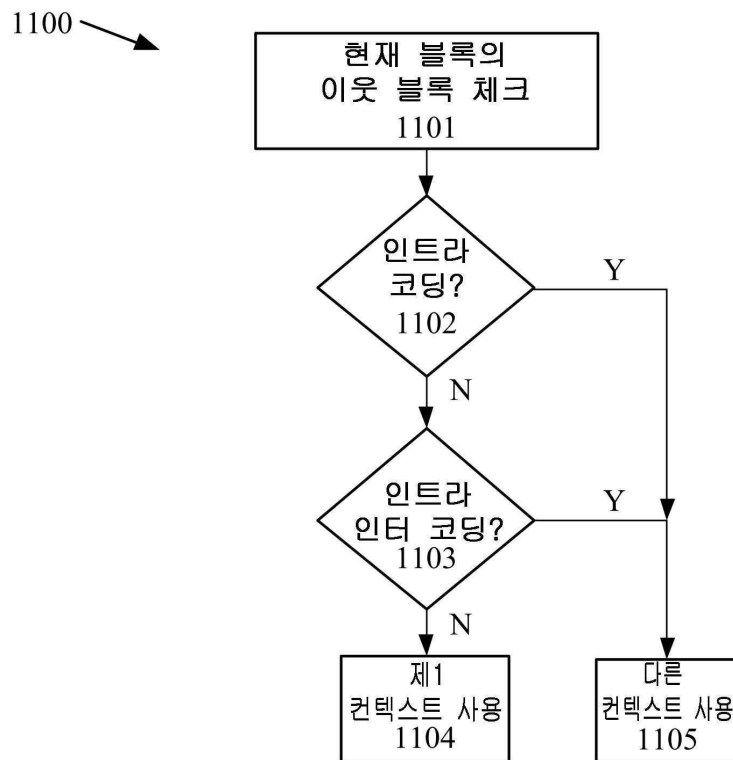 1100
현재 블록의
이웃 블록 체크
1101
인트라
코딩?
1102
Y
N
인트라
인터 코딩?
1103
Y
N
제1
컨텍스트 사용
1104
다른
컨텍스트 사용
1105